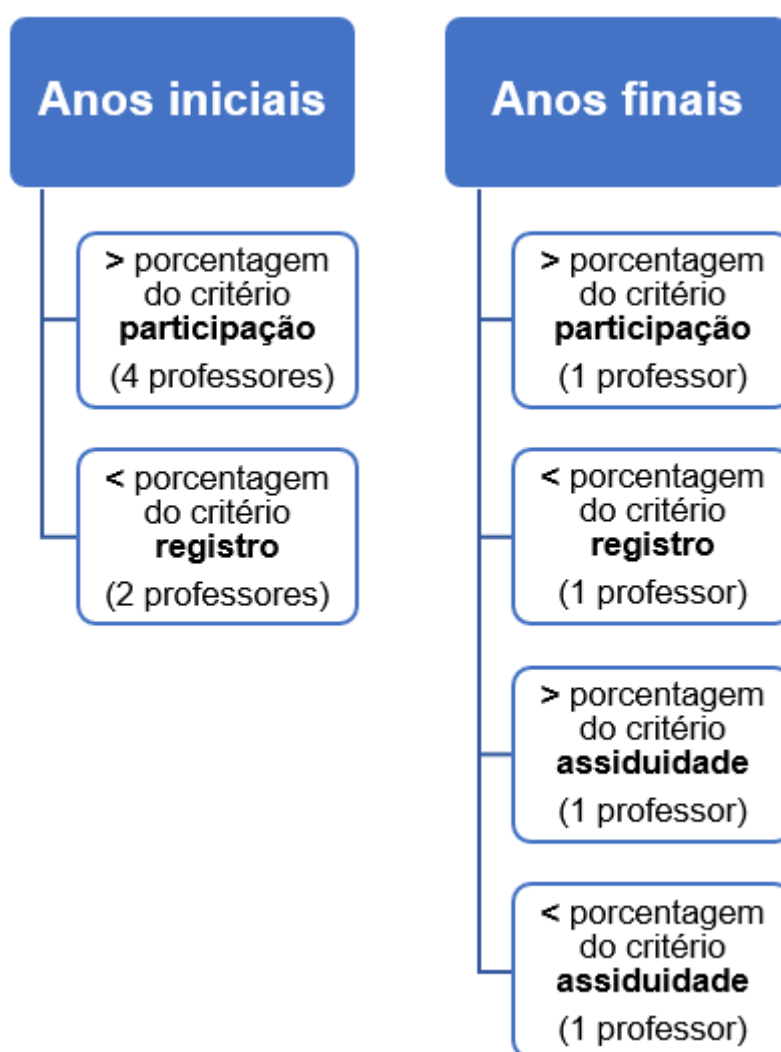 Anos iniciais
> porcentagem
do critério
participação
(4 professores)
< porcentagem
do critério
registro
(2 professores)
Anos finais
> porcentagem
do critério
participação
(1 professor)
< porcentagem
do critério
registro
(1 professor)
> porcentagem
do critério
assiduidade
(1 professor)
< porcentagem
do critério
assiduidade
(1 professor)